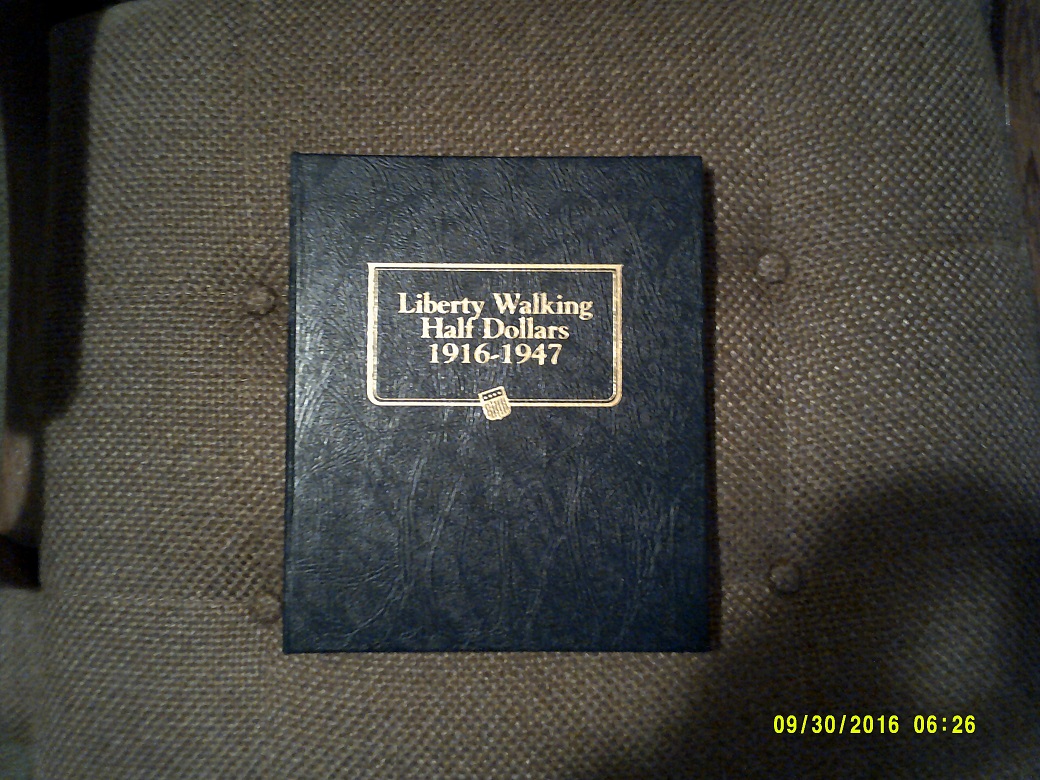 Liberty Walking
Half Dollars
1916-1947
09/30/2016 06:26